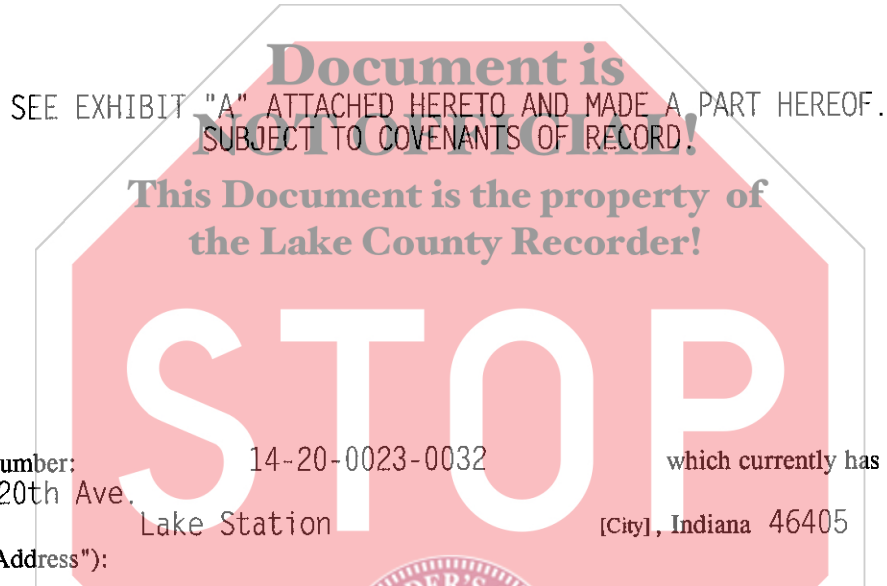 Document is
SEE EXHIBIT "A" ATTACHED HERETO AND MADE A PART HEREOF.
NOT OFFICIAL!
SUBJECT TO COVENANTS OF RECORD.
This Document is the property of
the Lake County Recorder!
STOP
umber: 14-20-0023-0032 which currently has
20th Ave.
Lake Station [City], Indiana 46405
Address"):
DER'S